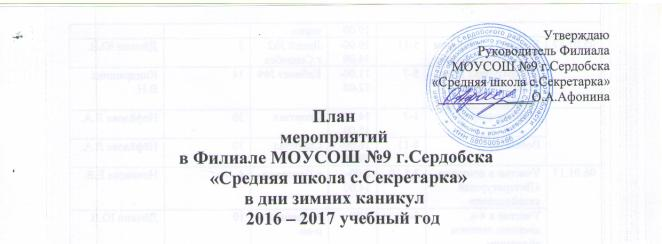 Утверждаю
Руководитель Филиала
МОУСОШ №9 г.Сердобска
«Средняя школа с.Секретарка»
О.А.Афонина
План
мероприятий
в Филиале МОУСОШ №9 г.Сердобска
«Средняя школа с.Секретарка»
в дни зимних каникул
2016 – 2017 учебный год